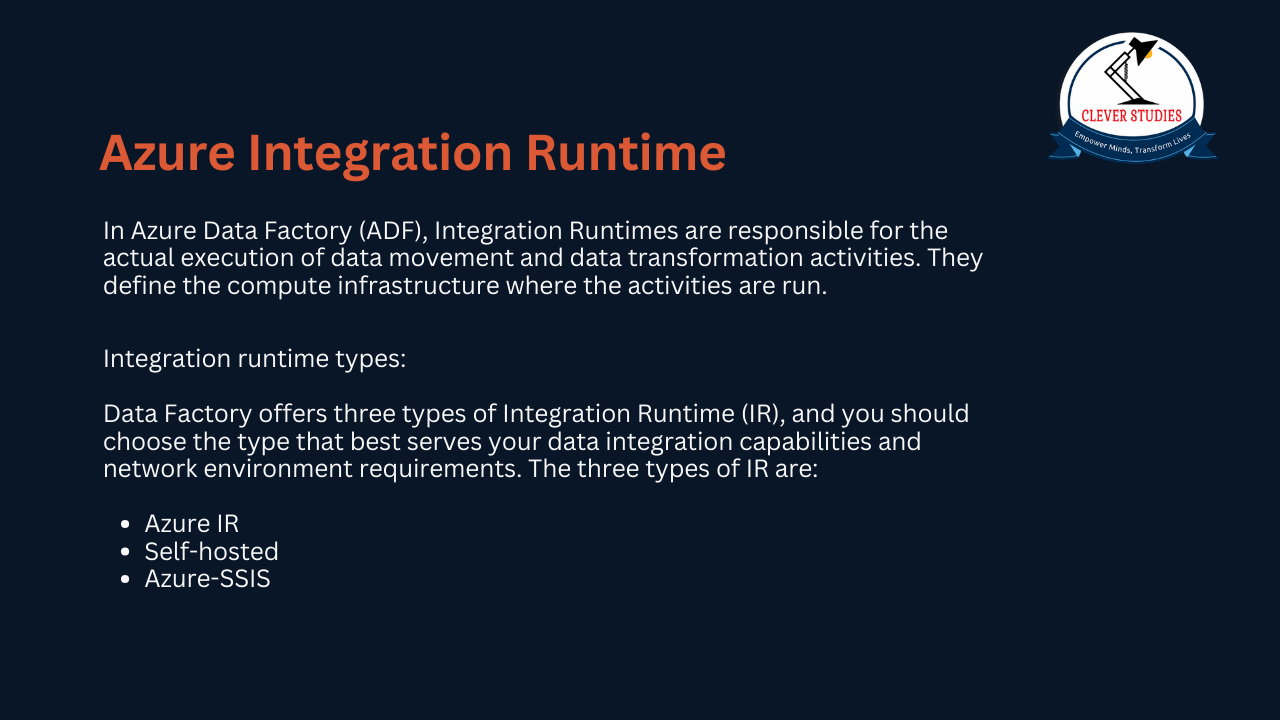 CLEVER STUDIES
Empower Minds, Transform Lives
Azure Integration Runtime
In Azure Data Factory (ADF), Integration Runtimes are responsible for the
actual execution of data movement and data transformation activities. They
define the compute infrastructure where the activities are run.
Integration runtime types:
Data Factory offers three types of Integration Runtime (IR), and you should
choose the type that best serves your data integration capabilities and
network environment requirements. The three types of IR are:
• Azure IR
• Self-hosted
• Azure-SSIS